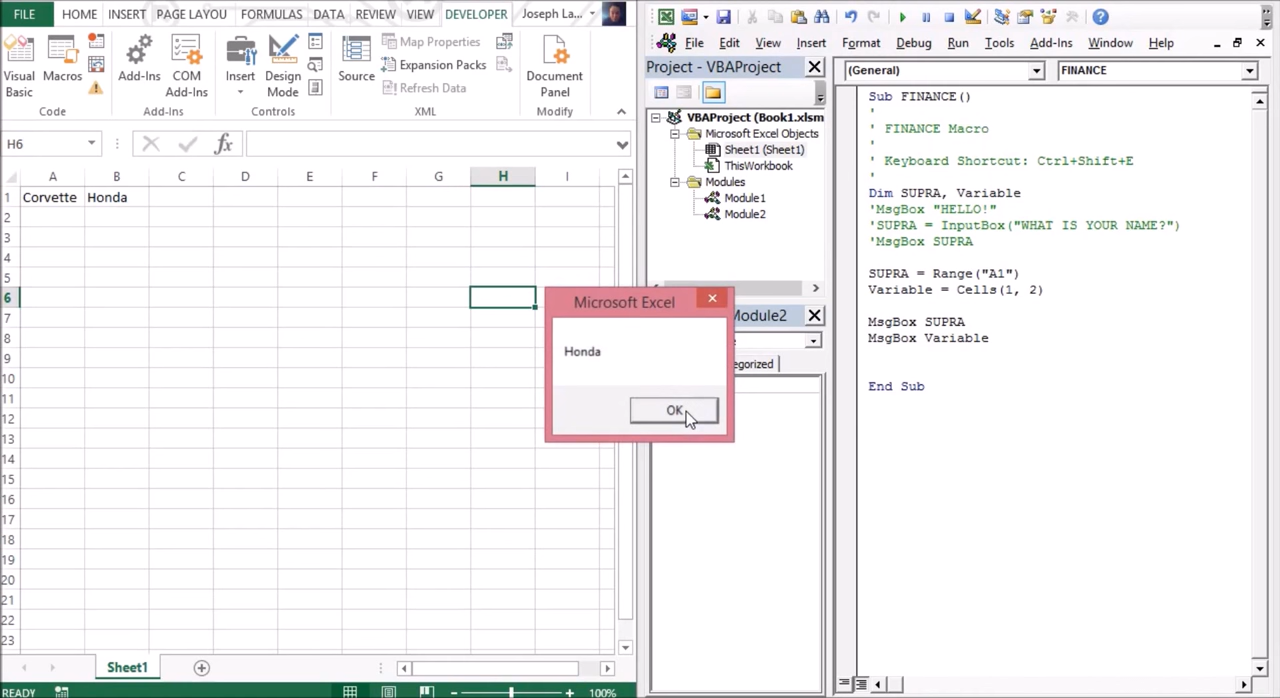 FILE HOME INSERT PAGE LAYOUT FORMULAS DATA REVIEW VIEW DEVELOPER Joseph La...
Visual Basic
Macros
Code
Add-Ins
COM Add-Ins
Add-Ins
Insert
Design Mode
Controls
Source
Map Properties
Expansion Packs
Refresh Data
XML
Document Panel
Modify
H6
fx
A B C D E F G H I
1 Corvette Honda
2
3
4
5
6
7
8
9
10
11
12
13
14
15
16
17
18
19
20
21
22
23
Sheet1
READY
100%
File Edit View Insert Format Debug Run Tools Add-Ins Window Help
Project - VBAProject
VBAProject (Book1.xlsm
Microsoft Excel Objects
Sheet1 (Sheet1)
ThisWorkbook
Modules
Module1
Module2
Module2
egorized
Microsoft Excel
Honda
OK
(General) FINANCE
Sub FINANCE()
'
' FINANCE Macro
'
' Keyboard Shortcut: Ctrl+Shift+E
'
Dim SUPRA, Variable
'MsgBox "HELLO!"
'SUPRA = InputBox("WHAT IS YOUR NAME?")
'MsgBox SUPRA
SUPRA = Range("A1")
Variable = Cells(1, 2)
MsgBox SUPRA
MsgBox Variable
End Sub